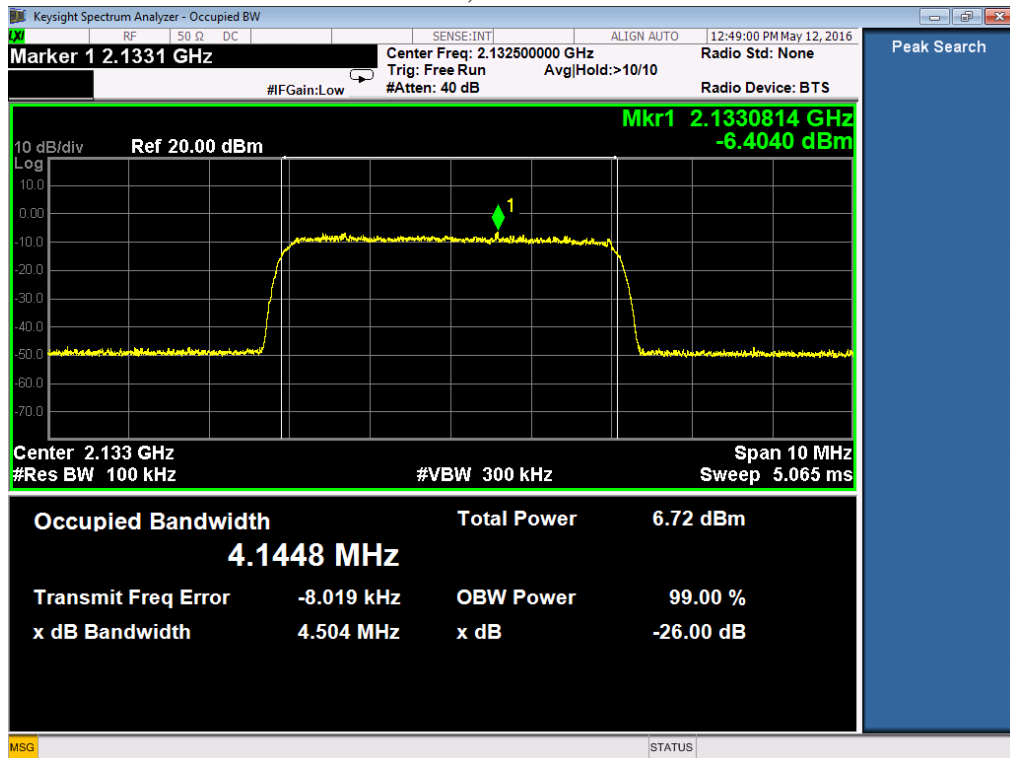 Keysight Spectrum Analyzer - Occupied BW
LXI RF 50 Ω DC SENSE:INT ALIGN AUTO 12:49:00 PM May 12, 2016
Marker 1 2.1331 GHz
Center Freq: 2.132500000 GHz
Radio Std: None
Trig: Free Run Avg|Hold:>10/10
#IFGain:Low
#Atten: 40 dB
Radio Device: BTS
Peak Search
Mkr1 2.1330814 GHz
-6.4040 dBm
10 dB/div Ref 20.00 dBm
Log
10.0
0.00
1
-10.0
-20.0
-30.0
-40.0
-50.0
-60.0
-70.0
Center 2.133 GHz Span 10 MHz
#Res BW 100 kHz #VBW 300 kHz Sweep 5.065 ms
Occupied Bandwidth Total Power 6.72 dBm
4.1448 MHz
Transmit Freq Error -8.019 kHz OBW Power 99.00 %
x dB Bandwidth 4.504 MHz x dB -26.00 dB
MSG STATUS